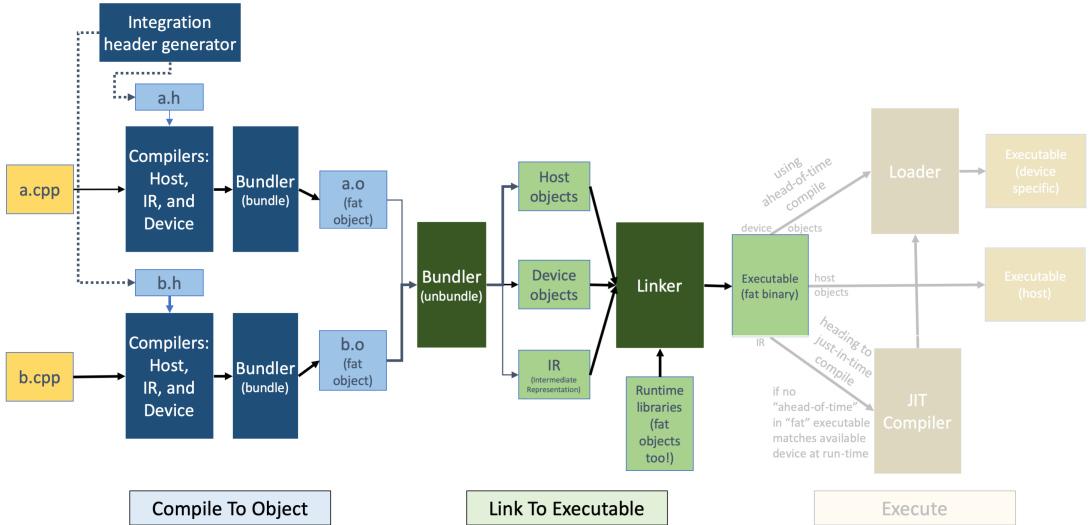 Integration
header generator
a.h
a.cpp
Compilers:
Host,
IR, and
Device
Bundler
(bundle)
a.o
(fat
object)
b.h
b.cpp
Compilers:
Host,
IR, and
Device
Bundler
(bundle)
b.o
(fat
object)
Bundler
(unbundle)
Host
objects
Device
objects
IR
(Intermediate
Representation)
Linker
Runtime
libraries
(fat
objects
too!)
Executable
(fat binary)
using
ahead-of-time
compile
device objects
host
objects
IR
heading to
just-in-time
compile
if no
"ahead-of-time"
in "fat" executable
matches available
device at run-time
Loader
JIT
Compiler
Executable
(device
specific)
Executable
(host)
Compile To Object
Link To Executable
Execute